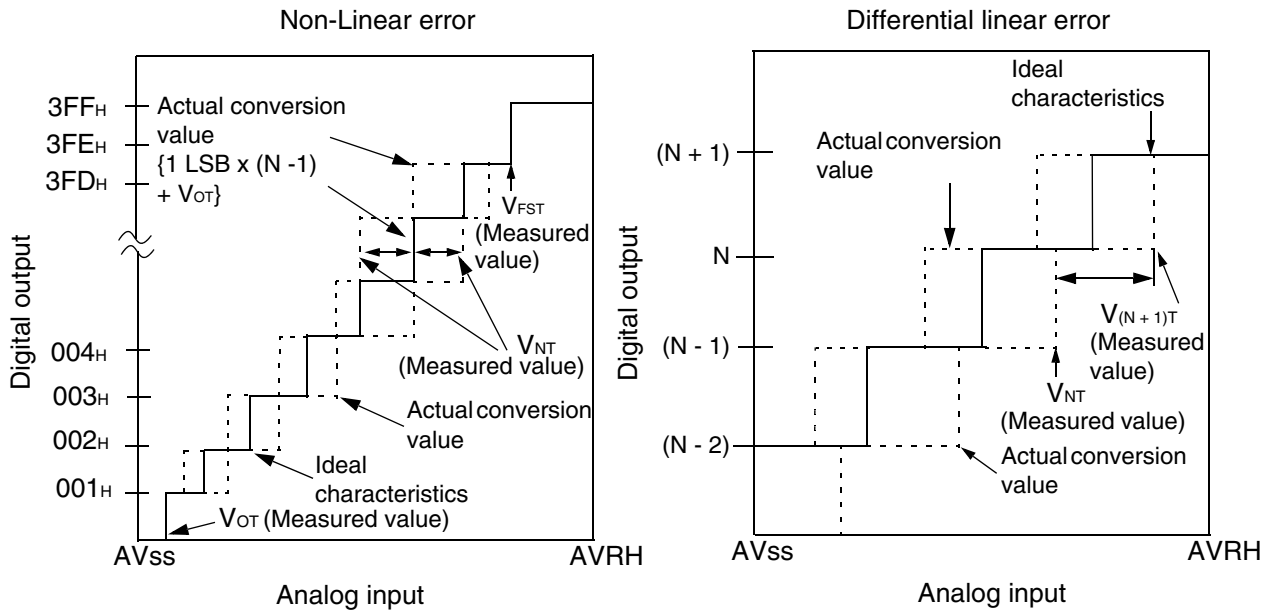 Non-Linear error
3FFH
3FEH
3FDH
004H
003H
002H
001H
Digital output
Actual conversion
value
{1 LSB x (N -1)
+ VOT}
VFST
(Measured
value)
VNT
(Measured value)
Actual conversion
value
Ideal
characteristics
VOT (Measured value)
AVss
AVRH
Analog input
Differential linear error
(N + 1)
N
(N - 1)
(N - 2)
Digital output
Ideal
characteristics
Actual conversion
value
V(N + 1)T
(Measured
value)
VNT
(Measured value)
Actual conversion
value
AVss
AVRH
Analog input